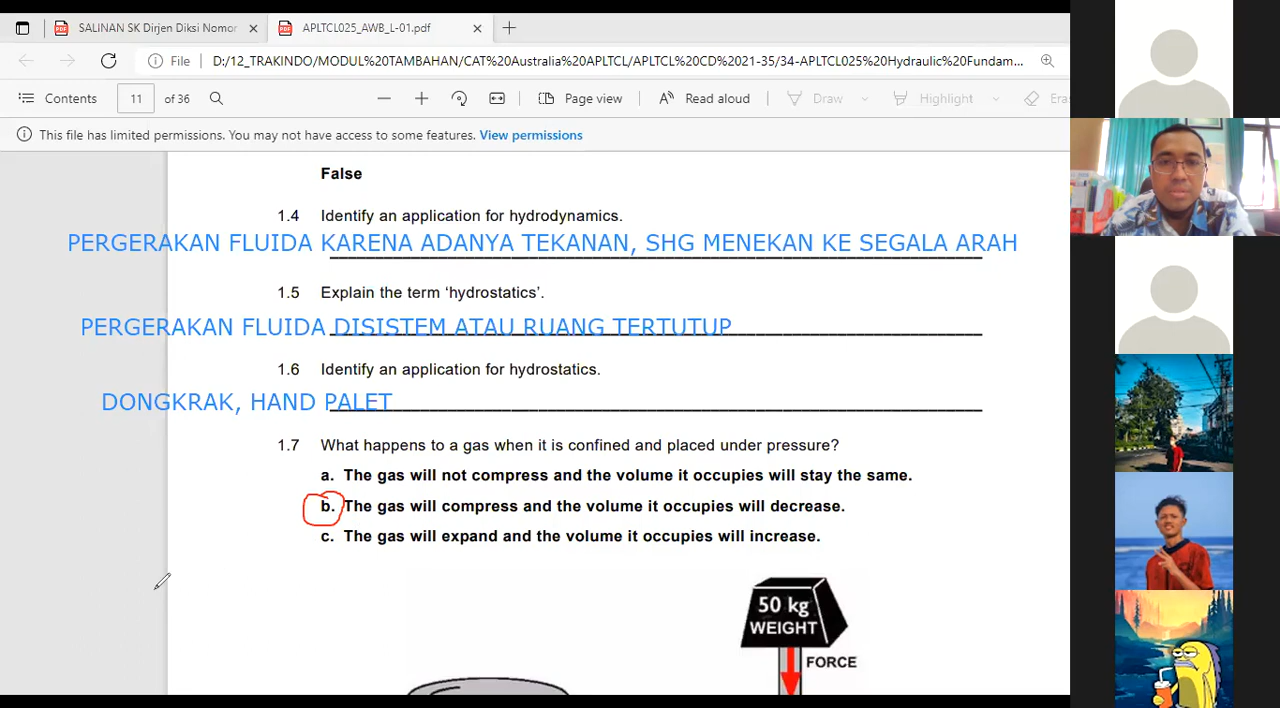 SALINAN SK Dirjen Diksi Nomor
APLTCL025_AWB_L-01.pdf
File
D:/12_TRAKINDO/MODUL%20TAMBAHAN/CAT%20Australia%20APLTCL/APLTCL%20CD%2021-35/34-APLTCL025%20Hydraulic%20Fundam...
Contents
11
of 36
Page view
Read aloud
Draw
Highlight
Eras
This file has limited permissions. You may not have access to some features. View permissions
False
1.4 Identify an application for hydrodynamics.
PERGERAKAN FLUIDA KARENA ADANYA TEKANAN, SHG MENEKAN KE SEGALA ARAH
1.5 Explain the term ‘hydrostatics’.
PERGERAKAN FLUIDA DISISTEM ATAU RUANG TERTUTUP
1.6 Identify an application for hydrostatics.
DONGKRAK, HAND PALET
1.7 What happens to a gas when it is confined and placed under pressure?
a. The gas will not compress and the volume it occupies will stay the same.
b. The gas will compress and the volume it occupies will decrease.
c. The gas will expand and the volume it occupies will increase.
50 kg
WEIGHT
FORCE